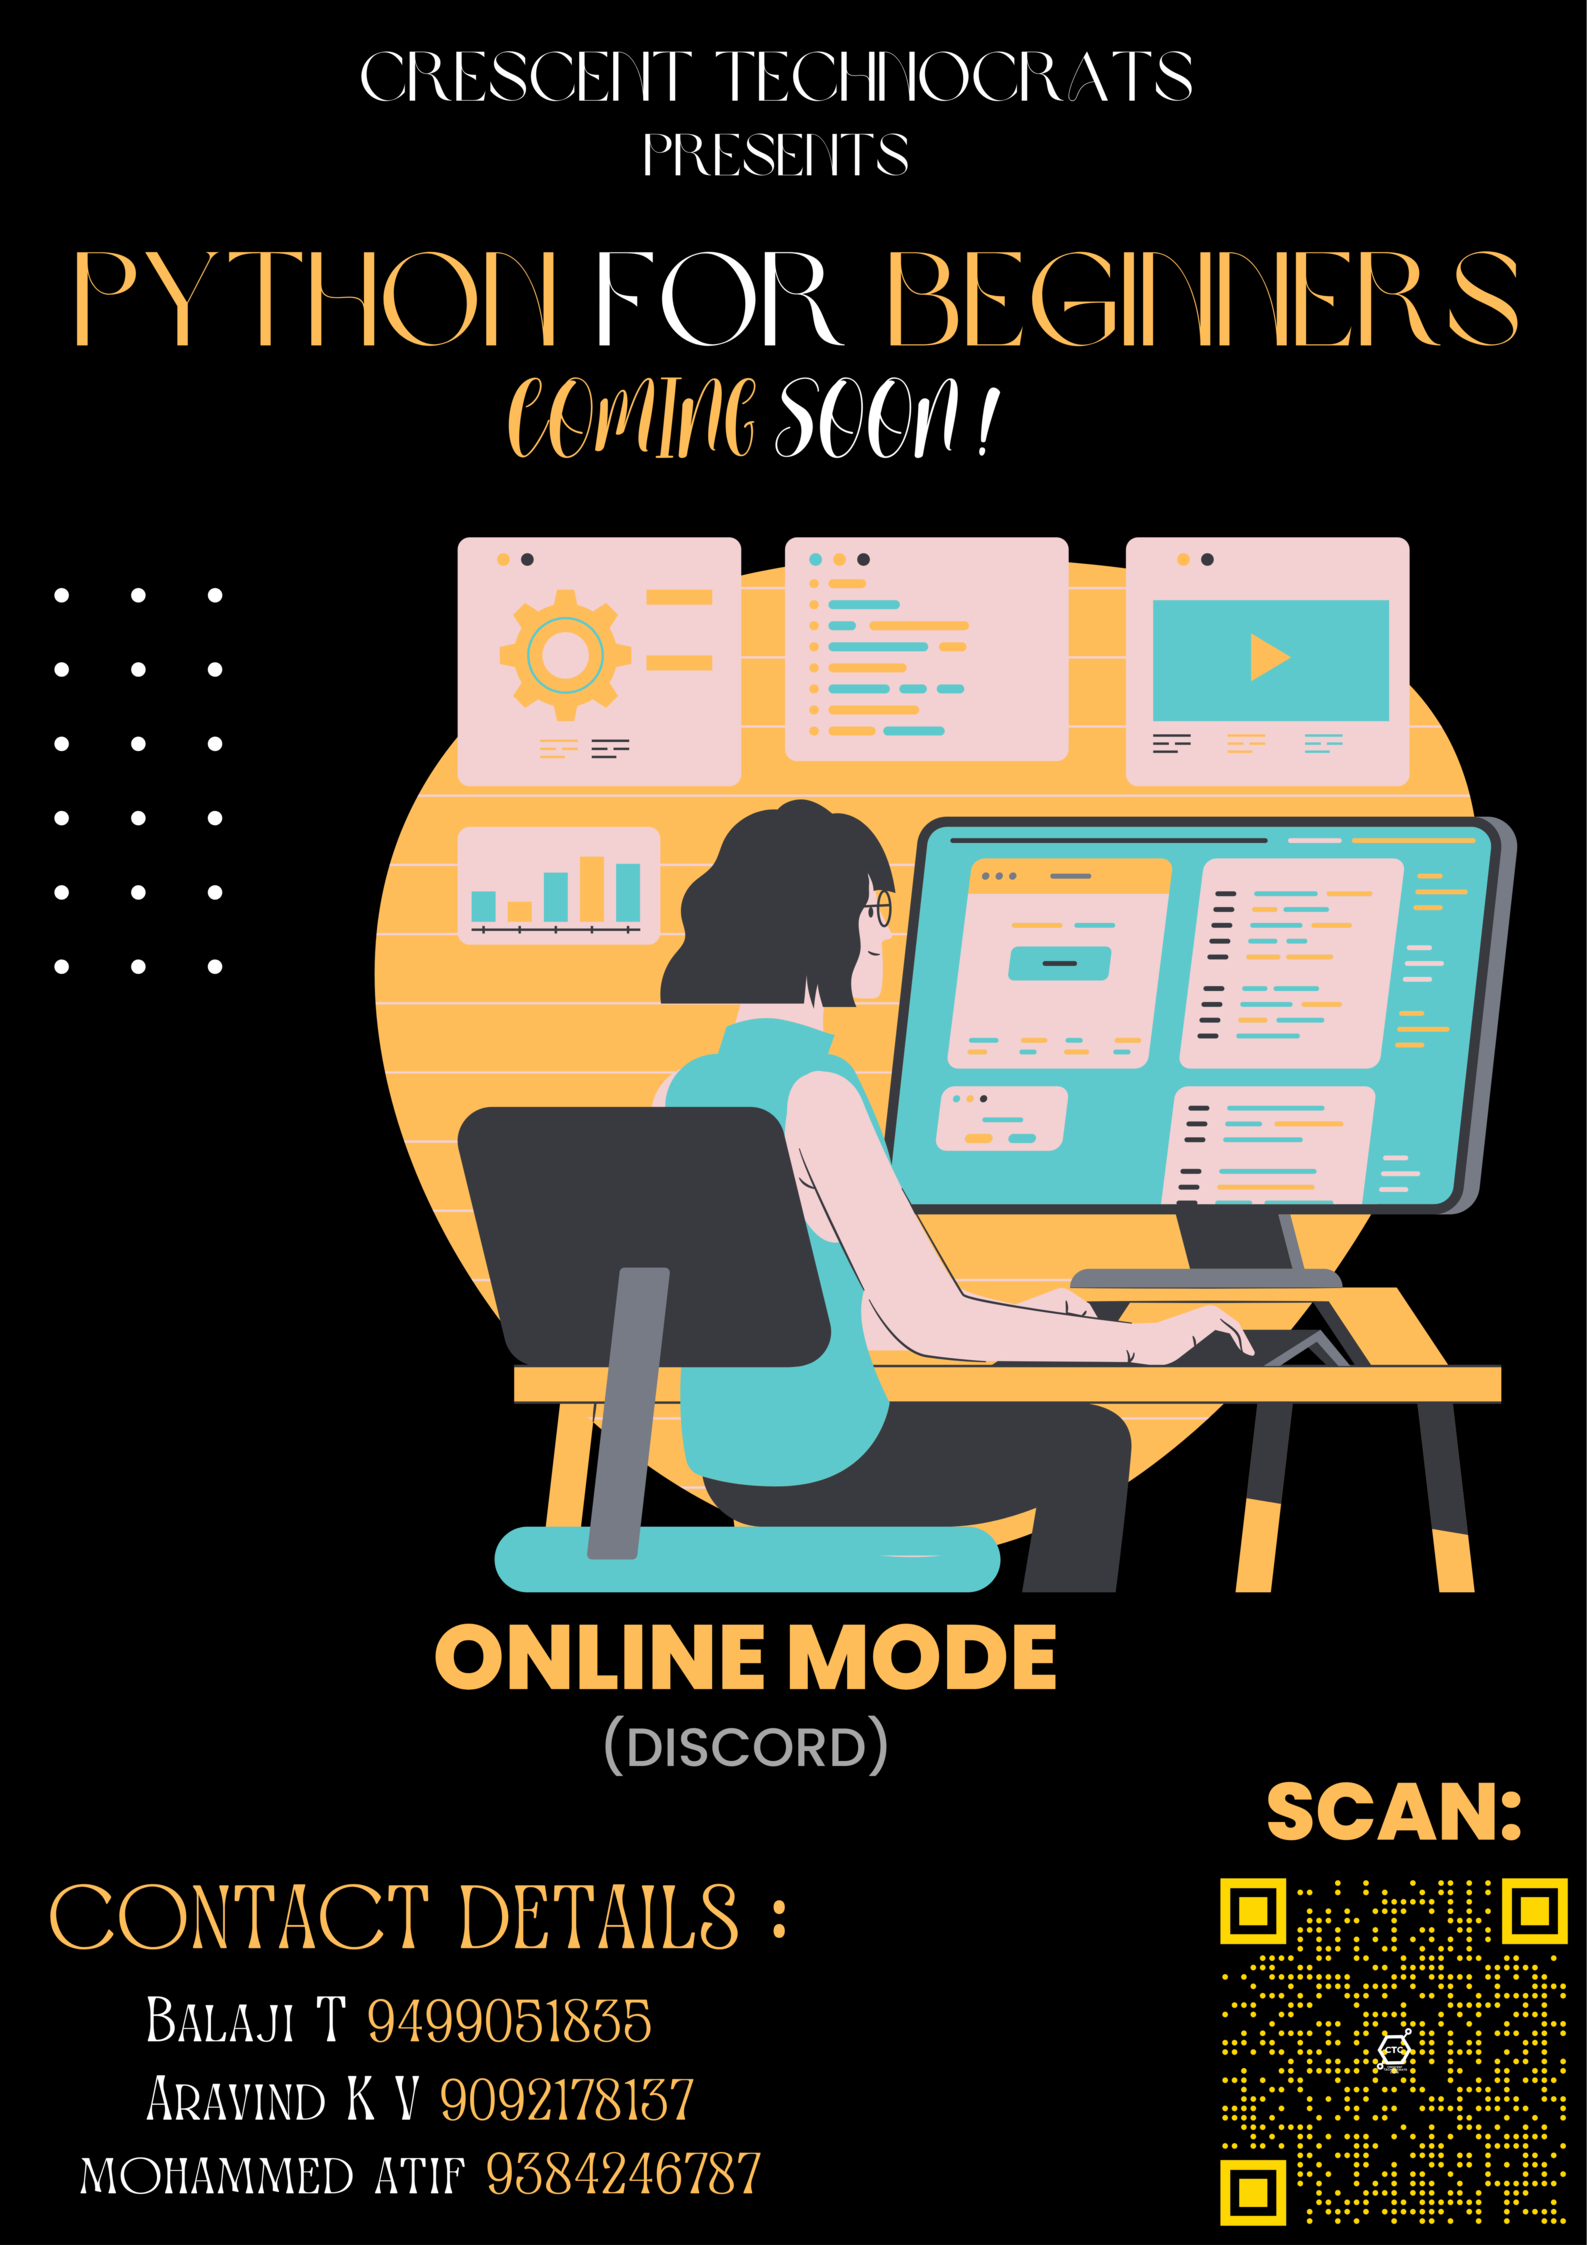 CRESCENT TECHNOCRATS
PRESENTS
PYTHON FOR BEGINNERS
COMING SOON!
ONLINE MODE
(DISCORD)
SCAN:
CONTACT DETAILS :
BALAJI T 9499051835
ARAVIND K V 9092178137
MOHAMMED ATIF 9384246787
CTC